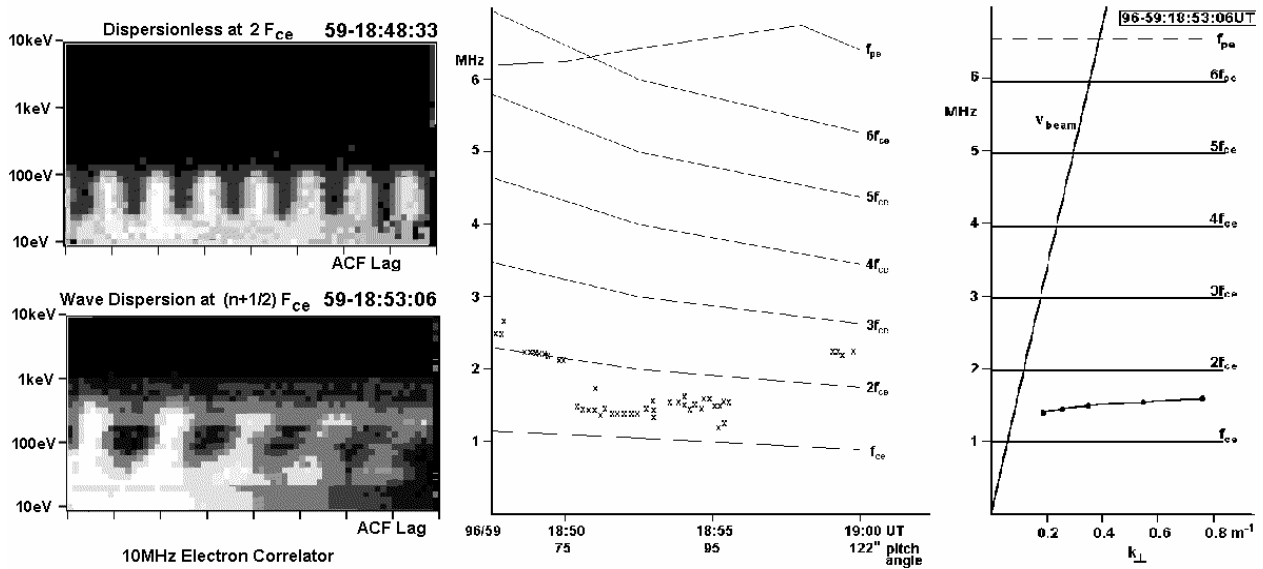 Dispersionless at 2 Fce 59-18:48:33
10keV
1keV
100eV
10eV
ACF Lag
Wave Dispersion at (n+1/2) Fce 59-18:53:06
10keV
1keV
100eV
10eV
ACF Lag
10MHz Electron Correlator
MHz
6
5
4
3
2
1
fpe
6fce
5fce
4fce
3fce
2fce
fce
96/59 18:50 18:55 19:00 UT
75 95 122° pitch
angle
96-59:18:53:06UT
fpe
6
MHz
5
4
3
2
1
Vbeam
6fce
5fce
4fce
3fce
2fce
fce
0.2 0.4 0.6 0.8 m-1
k⊥